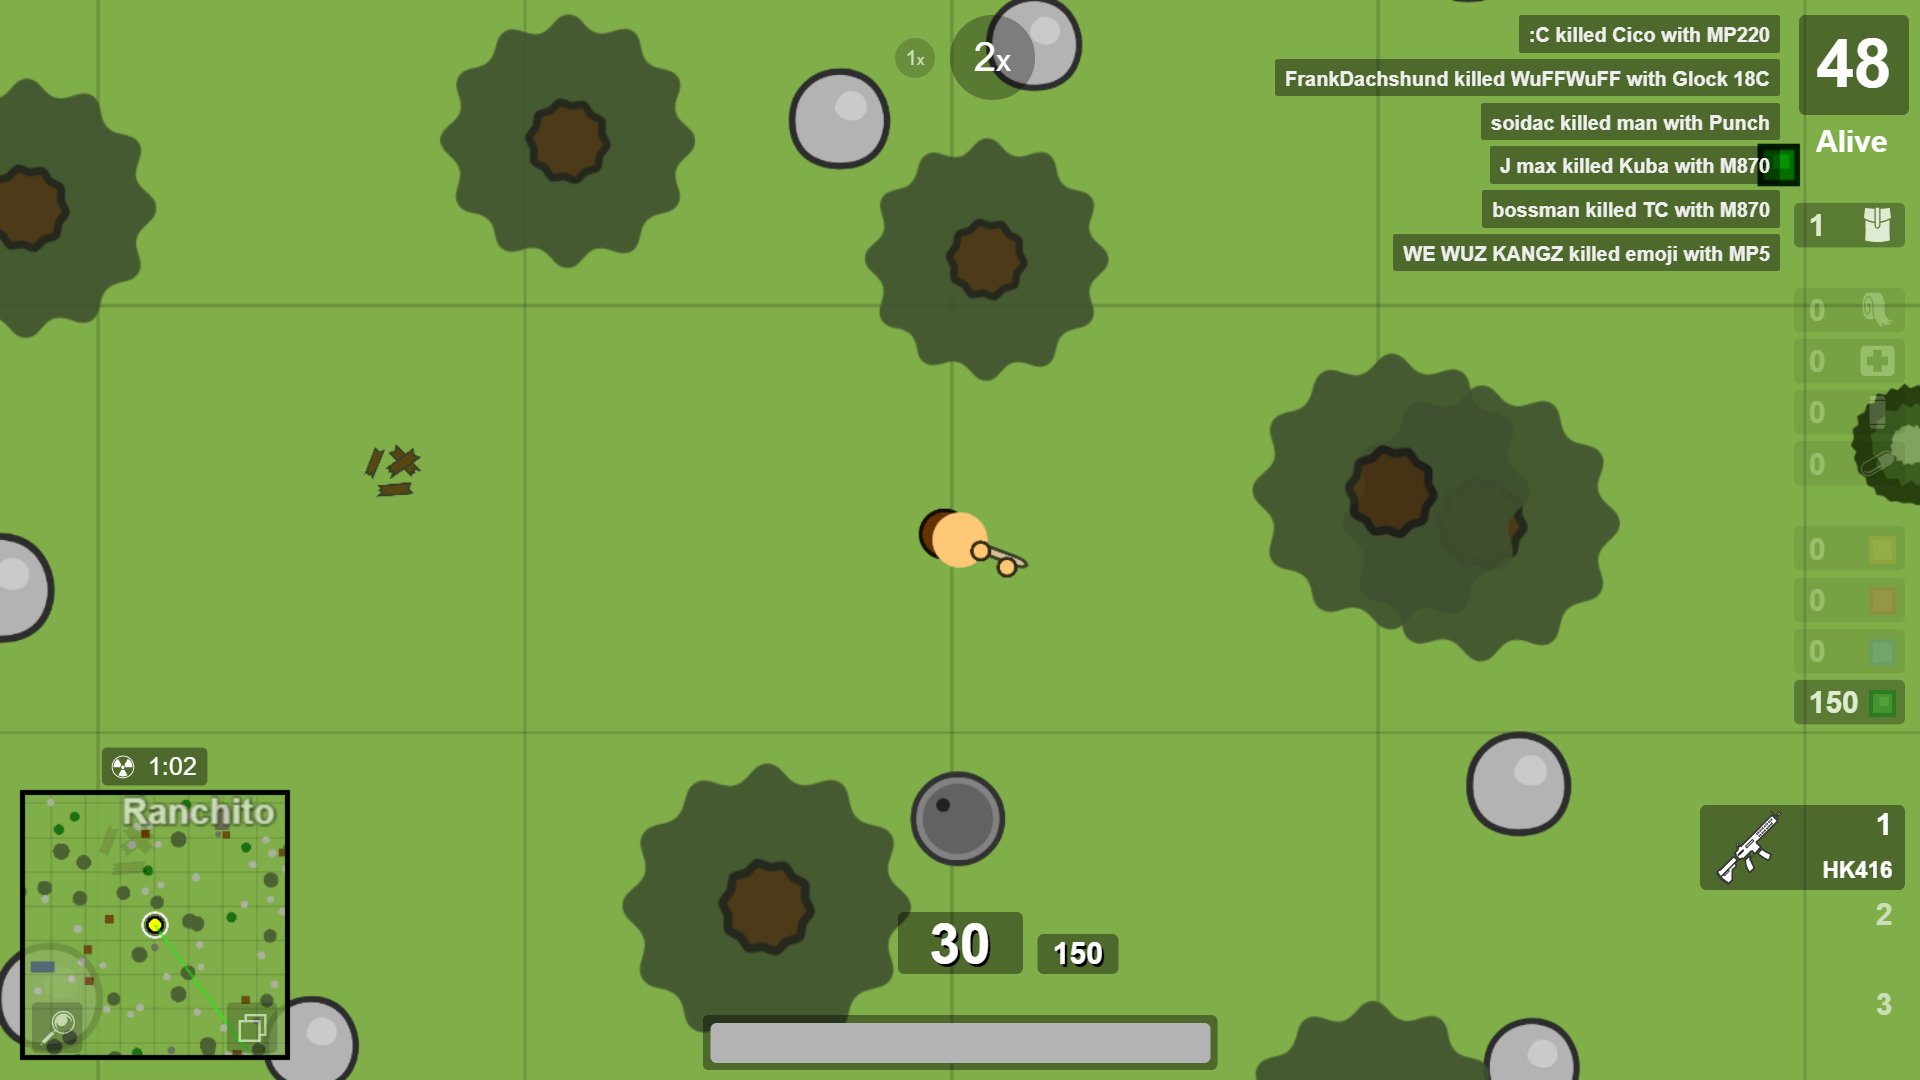 1x
2x
:C killed Cico with MP220
FrankDachshund killed WuFFWuFF with Glock 18C
soidac killed man with Punch
J max killed Kuba with M870
bossman killed TC with M870
WE WUZ KANGZ killed emoji with MP5
48
Alive
1
0
0
0
0
0
0
0
150
1:02
Ranchito
1
HK416
2
3
30
150